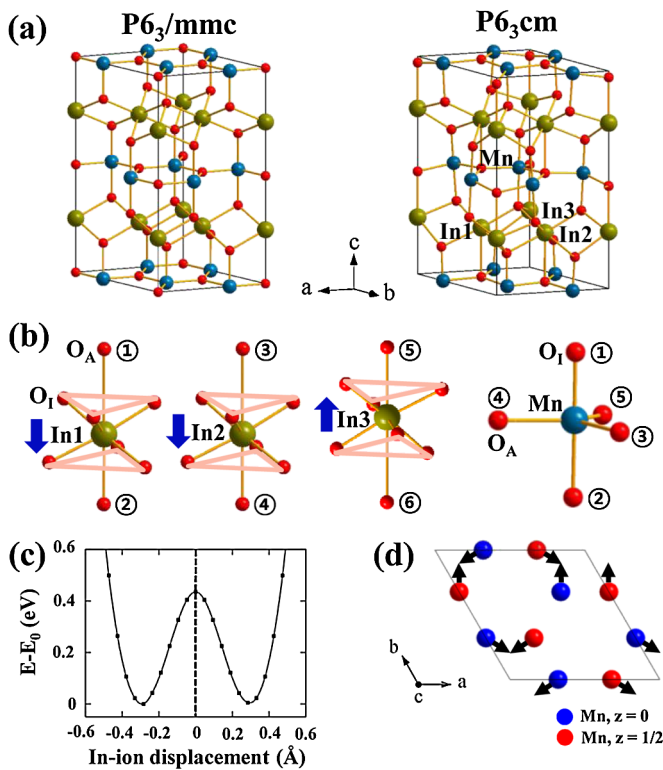 (a)
P6₃/mmc
P6₃cm
Mn
In3
In1
In2
c
a
b
(b)
O_A ①
O_I
In1
②
③
In2
④
⑤
In3
⑥
O_I ①
④ Mn ⑤
O_A ③
②
(c)
0.6
0.4
0.2
0
E-E₀ (eV)
-0.6 -0.4 -0.2 0 0.2 0.4 0.6
In-ion displacement (Å)
(d)
b
c
a
Mn, z = 0
Mn, z = 1/2